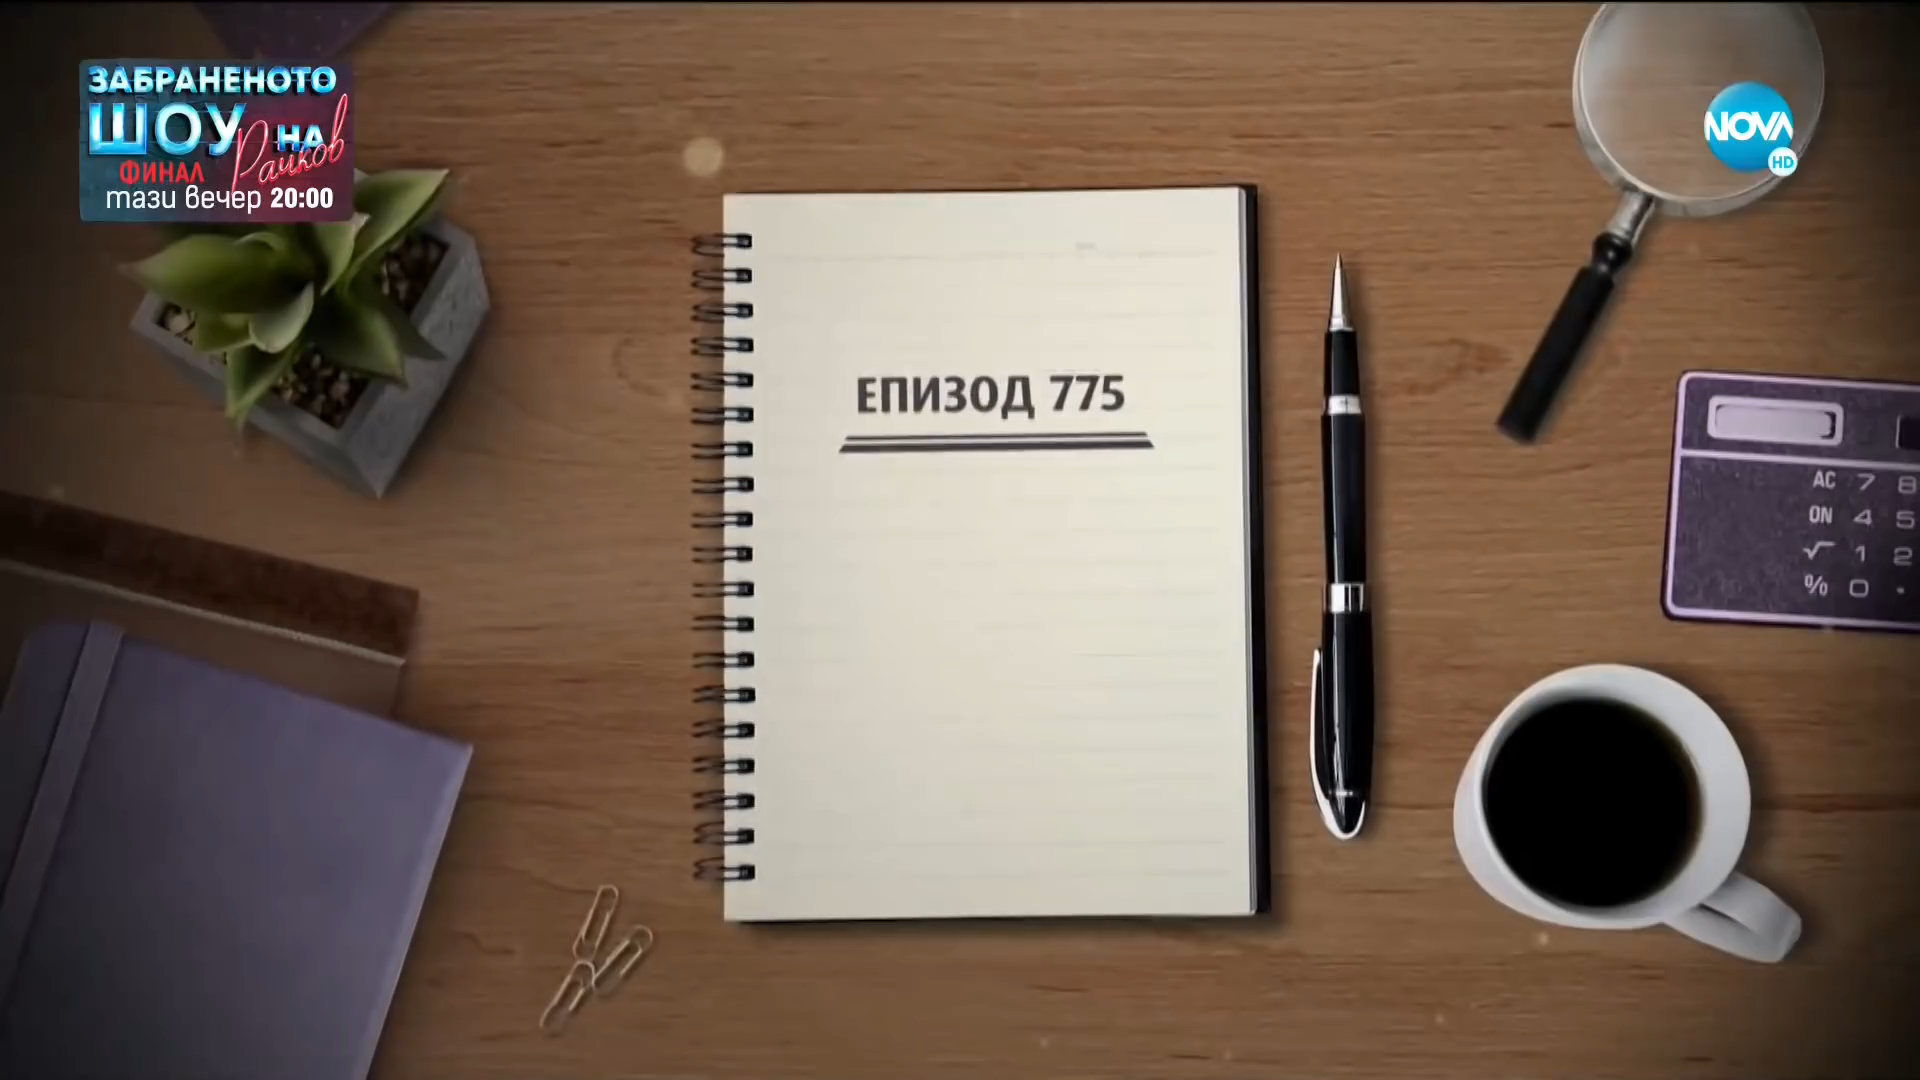 ЗАБРАНЕНОТО
ШОУ НА
Рачков
ФИНАЛ
тази вечер 20:00
NOVA
HD
ЕПИЗОД 775
AC 7 8
ON 4 5
√ 1 2
% 0 .